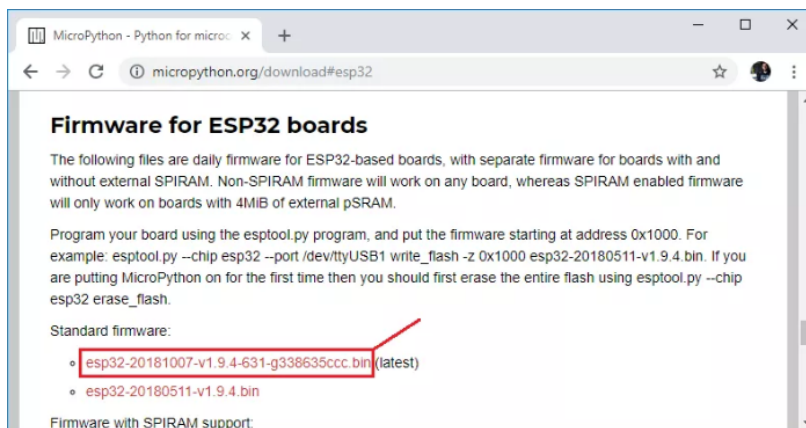 MicroPython - Python for microc
micropython.org/download#esp32
Firmware for ESP32 boards
The following files are daily firmware for ESP32-based boards, with separate firmware for boards with and
without external SPIRAM. Non-SPIRAM firmware will work on any board, whereas SPIRAM enabled firmware
will only work on boards with 4MiB of external pSRAM.
Program your board using the esptool.py program, and put the firmware starting at address 0x1000. For
example: esptool.py --chip esp32 --port /dev/ttyUSB1 write_flash -z 0x1000 esp32-20180511-v1.9.4.bin. If you
are putting MicroPython on for the first time then you should first erase the entire flash using esptool.py --chip
esp32 erase_flash.
Standard firmware:
esp32-20181007-v1.9.4-631-g338635ccc.bin (latest)
esp32-20180511-v1.9.4.bin
Firmware with SPIRAM support: